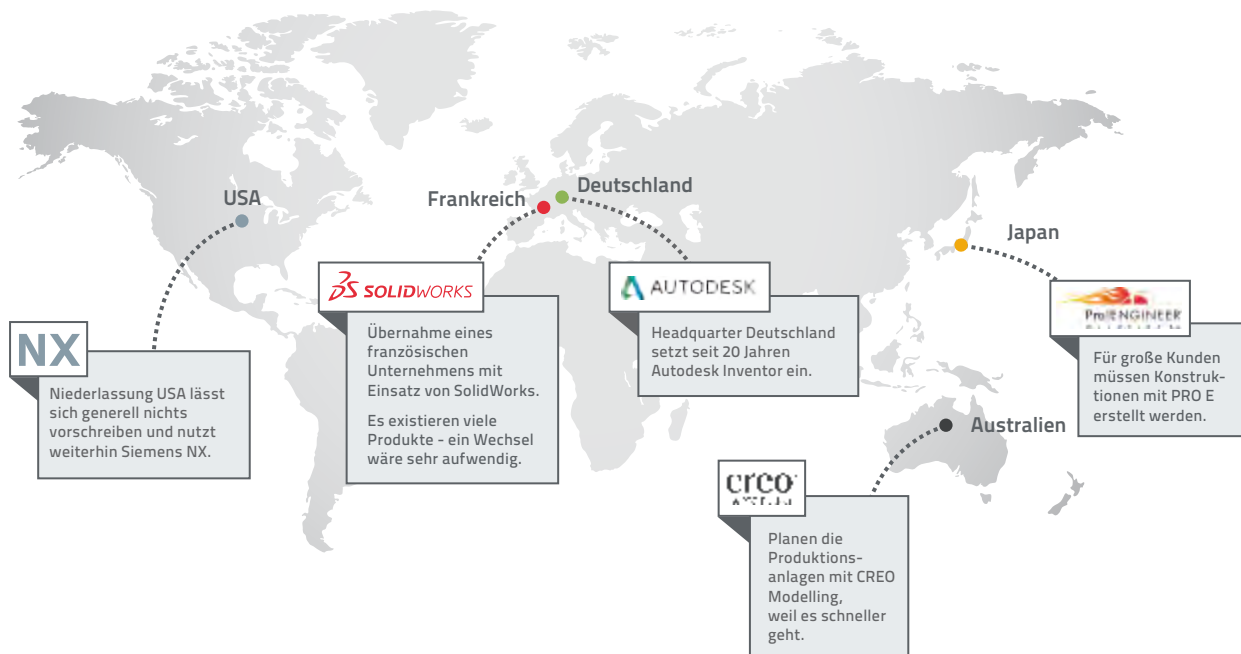 USA
NX
Niederlassung USA lässt
sich generell nichts
vorschreiben und nutzt
weiterhin Siemens NX.
Frankreich
SOLIDWORKS
Übernahme eines
französischen
Unternehmens mit
Einsatz von SolidWorks.
Es existieren viele
Produkte - ein Wechsel
wäre sehr aufwendig.
Deutschland
AUTODESK
Headquarter Deutschland
setzt seit 20 Jahren
Autodesk Inventor ein.
Japan
Pro/ENGINEER
Für große Kunden
müssen Konstruk-
tionen mit PRO E
erstellt werden.
Australien
creo
Planen die
Produktions-
anlagen mit CREO
Modelling,
weil es schneller
geht.